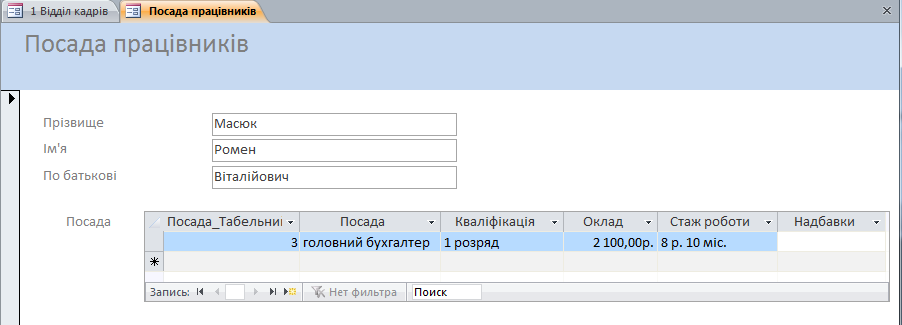 1 Відділ кадрів Посада працівників
Посада працівників
Прізвище Масюк
Ім'я Ромен
По батькові Віталійович
Посада Посада_Табельни Посада Кваліфікація Оклад Стаж роботи Надбавки
3 головний бухгалтер 1 розряд 2 100,00р. 8 р. 10 міс.
Запись: Нет фильтра Поиск